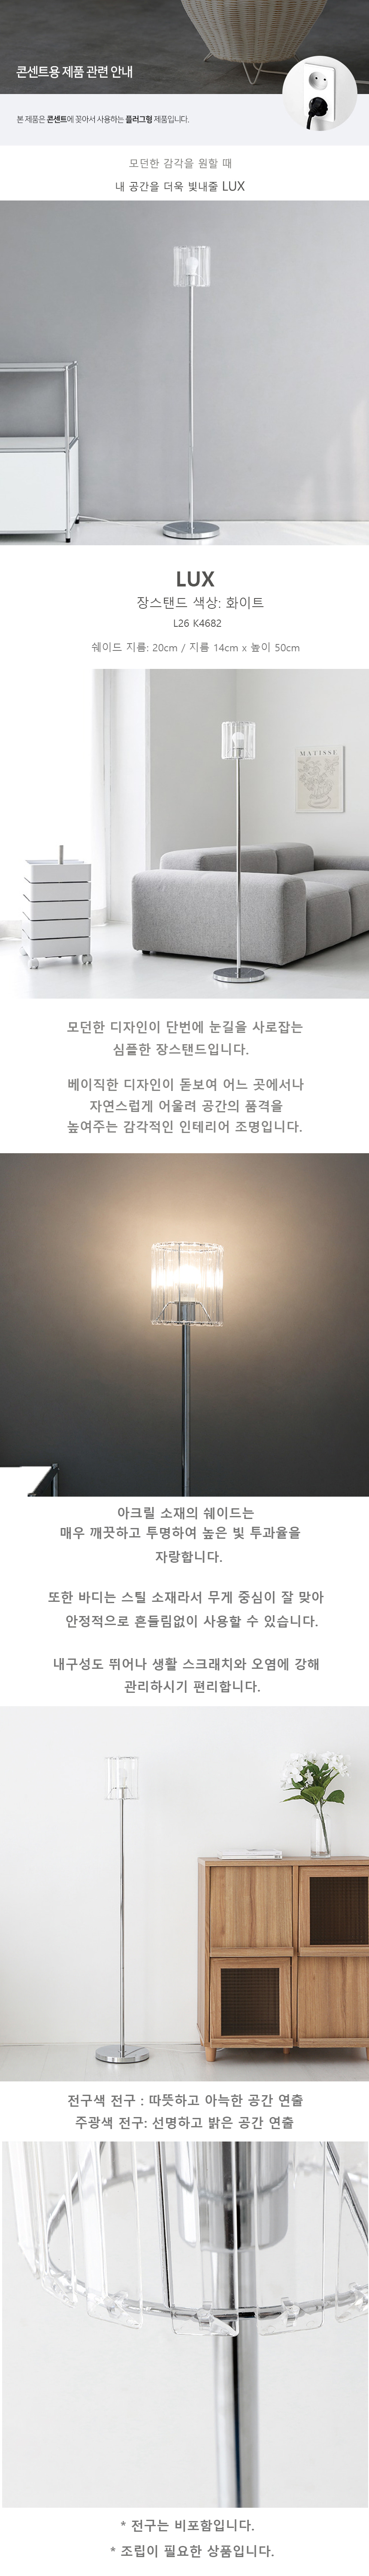 콘센트용 제품 관련 안내
본 제품은 콘센트에 꽂아서 사용하는 플러그형 제품입니다.
모던한 감각을 원할 때
내 공간을 더욱 빛내줄 LUX
LUX
장스탠드 색상: 화이트
L26 K4682
쉐이드 지름: 20cm / 지름 14cm x 높이 50cm
MATISSE
모던한 디자인이 단번에 눈길을 사로잡는
심플한 장스탠드입니다.
베이직한 디자인이 돋보여 어느 곳에서나
자연스럽게 어울려 공간의 품격을
높여주는 감각적인 인테리어 조명입니다.
아크릴 소재의 쉐이드는
매우 깨끗하고 투명하여 높은 빛 투과율을
자랑합니다.
또한 바디는 스틸 소재라서 무게 중심이 잘 맞아
안정적으로 흔들림없이 사용할 수 있습니다.
내구성도 뛰어나 생활 스크래치와 오염에 강해
관리하시기 편리합니다.
전구색 전구 : 따뜻하고 아늑한 공간 연출
주광색 전구: 선명하고 밝은 공간 연출
* 전구는 비포함입니다.
* 조립이 필요한 상품입니다.